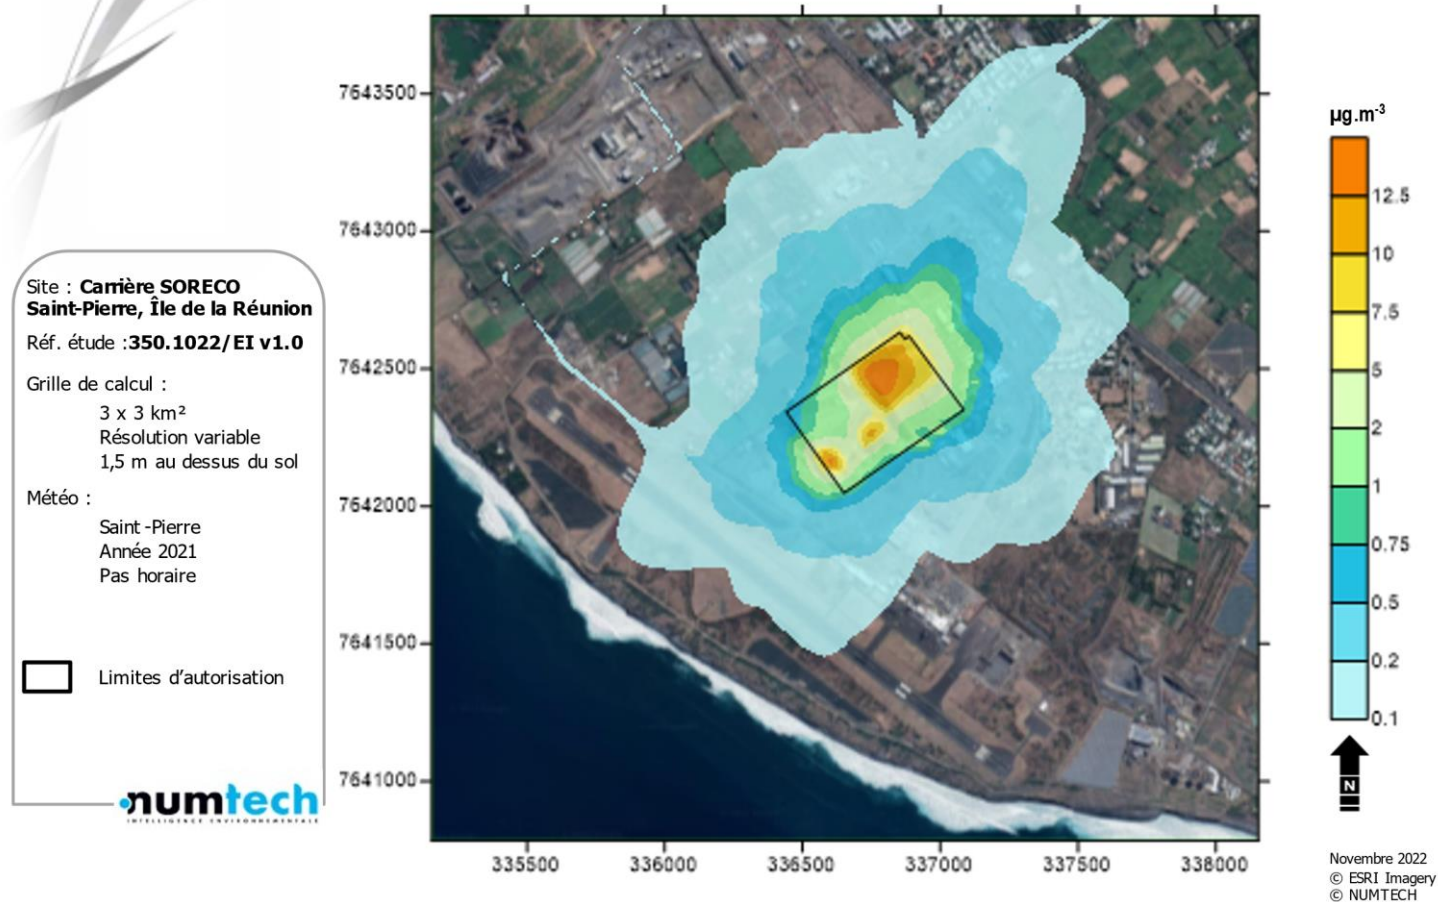 Site : Carrière SORECO
Saint-Pierre, Île de la Réunion
Réf. étude :350.1022/EI v1.0
Grille de calcul :
3 x 3 km²
Résolution variable
1,5 m au dessus du sol
Météo :
Saint-Pierre
Année 2021
Pas horaire
Limites d'autorisation
numtech
INTELLIGENCE ENVIRONNEMENTALE
7643500
7643000
7642500
7642000
7641500
7641000
335500 336000 336500 337000 337500 338000
µg.m-3
12.5
10
7.5
5
2
1
0.75
0.5
0.2
0.1
N
Novembre 2022
© ESRI Imagery
© NUMTECH